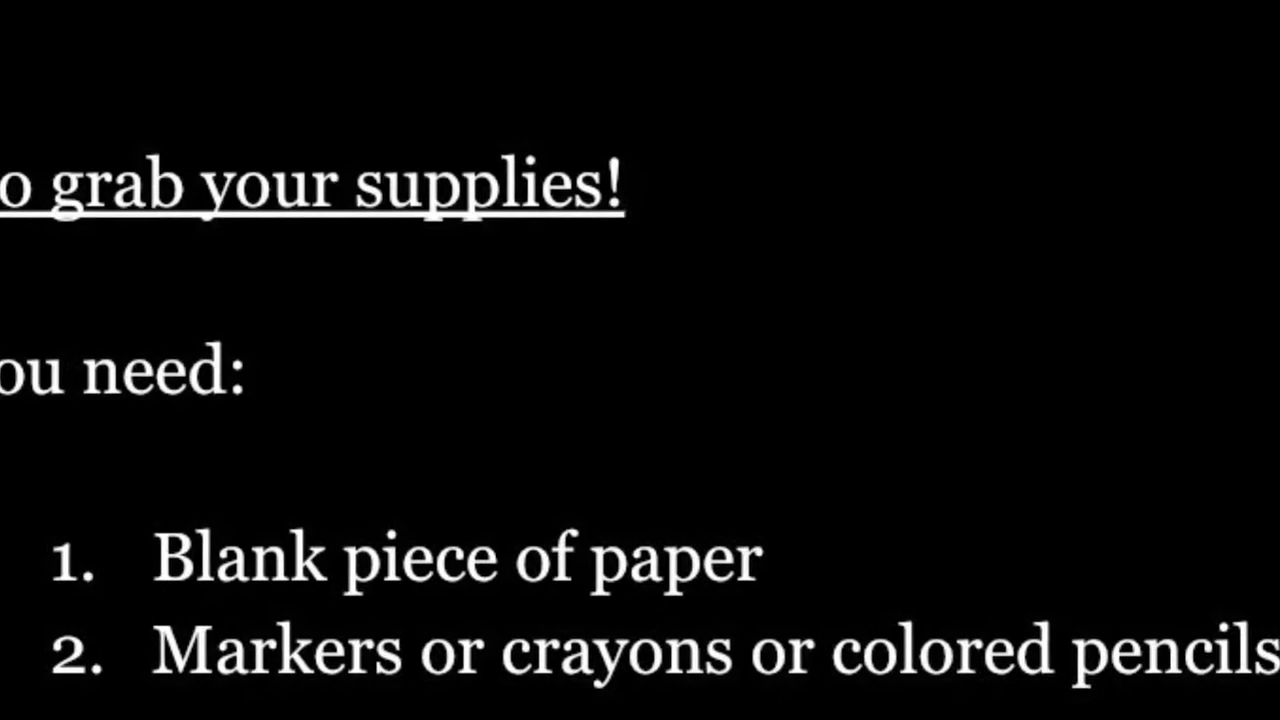 o grab your supplies!
ou need:
1. Blank piece of paper
2. Markers or crayons or colored pencils